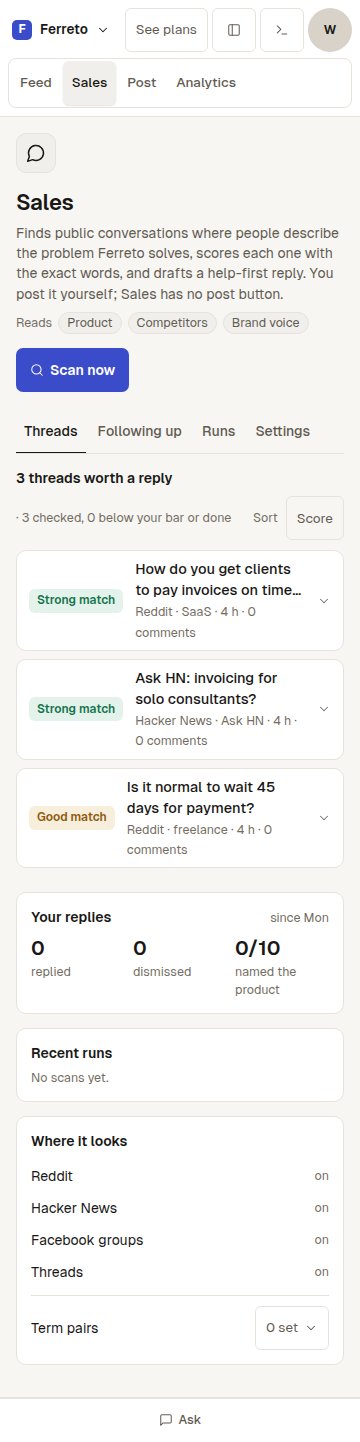 F Ferreto See plans W
Feed Sales Post Analytics
Sales
Finds public conversations where people describe
the problem Ferreto solves, scores each one with
the exact words, and drafts a help-first reply. You
post it yourself; Sales has no post button.
Reads Product Competitors Brand voice
Scan now
Threads Following up Runs Settings
3 threads worth a reply
· 3 checked, 0 below your bar or done Sort Score
Strong match
How do you get clients
to pay invoices on time…
Reddit · SaaS · 4 h · 0
comments
Strong match
Ask HN: invoicing for
solo consultants?
Hacker News · Ask HN · 4 h ·
0 comments
Good match
Is it normal to wait 45
days for payment?
Reddit · freelance · 4 h · 0
comments
Your replies since Mon
0 0 0/10
replied dismissed named the
product
Recent runs
No scans yet.
Where it looks
Reddit on
Hacker News on
Facebook groups on
Threads on
Term pairs 0 set
Ask